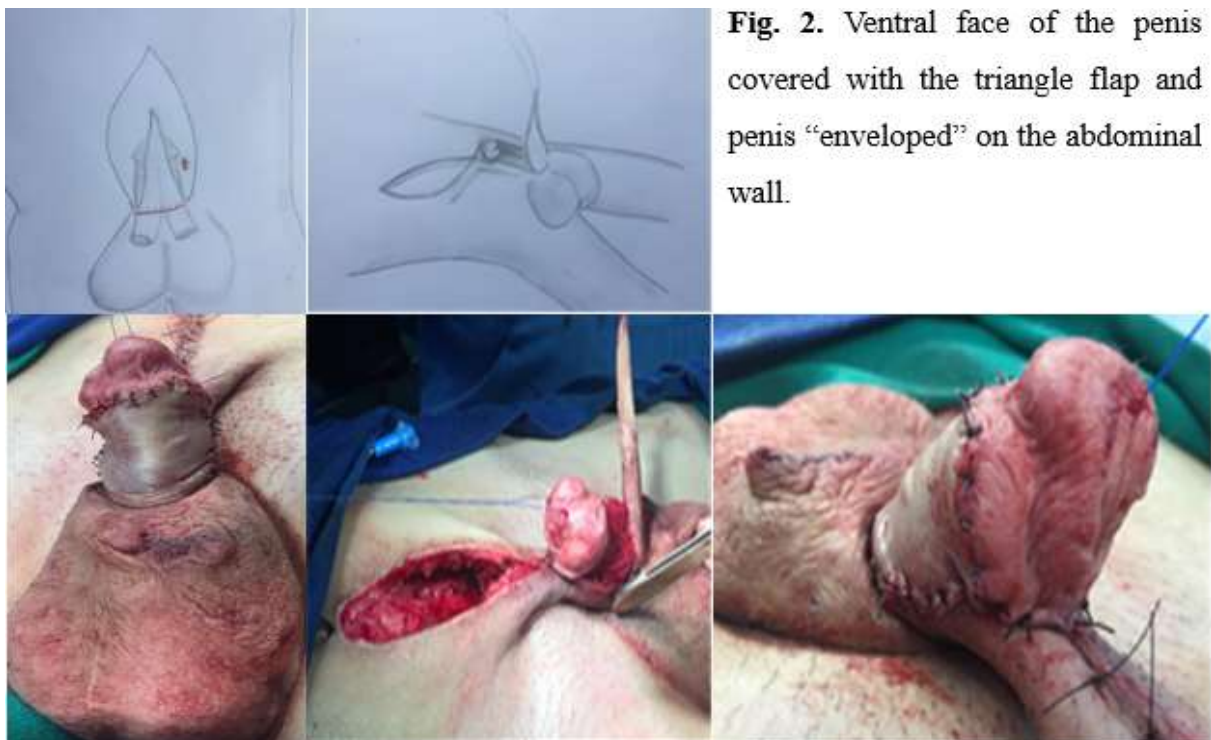 Fig. 2. Ventral face of the penis
covered with the triangle flap and
penis “enveloped” on the abdominal
wall.